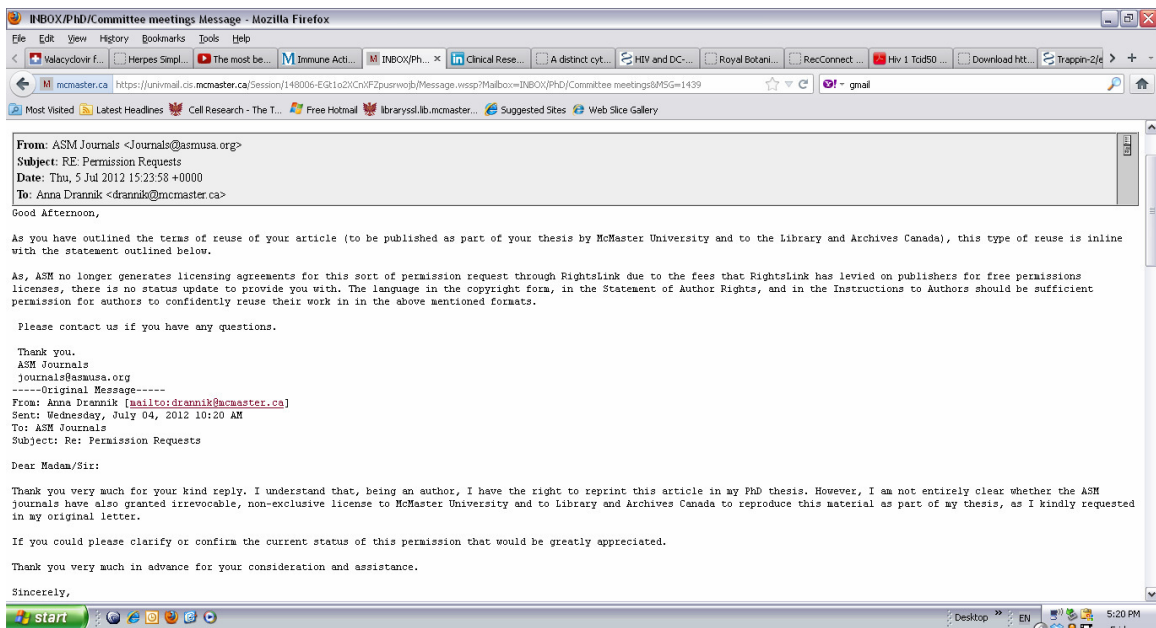 INBOX/PhD/Committee meetings Message - Mozilla Firefox
File Edit View History Bookmarks Tools Help
Valacyclovir f... Herpes Simpl... The most be... Immune Acti... INBOX/Ph... × Clinical Rese... A distinct cyt... HIV and DC-... Royal Botani... RecConnect ... Hiv 1 Tcid50 ... Download htt... Trappin-2/e
mcmaster.ca https://univmail.cis.mcmaster.ca/Session/148006-EGt1o2XCnXFZpusrwojb/Message.wssp?Mailbox=INBOX/PhD/Committee meetings&MSG=1439 gmail
Most Visited Latest Headlines Cell Research - The T... Free Hotmail libraryssl.lib.mcmaster... Suggested Sites Web Slice Gallery
From: ASM Journals <Journals@asmusa.org>
Subject: RE: Permission Requests
Date: Thu, 5 Jul 2012 15:23:58 +0000
To: Anna Drannik <drannik@mcmaster.ca>
Good Afternoon,
As you have outlined the terms of reuse of your article (to be published as part of your thesis by McMaster University and to the Library and Archives Canada), this type of reuse is inline
with the statement outlined below.
As, ASM no longer generates licensing agreements for this sort of permission request through RightsLink due to the fees that RightsLink has levied on publishers for free permissions
licenses, there is no status update to provide you with. The language in the copyright form, in the Statement of Author Rights, and in the Instructions to Authors should be sufficient
permission for authors to confidently reuse their work in in the above mentioned formats.
Please contact us if you have any questions.
Thank you.
ASM Journals
journals@asmusa.org
-----Original Message-----
From: Anna Drannik [mailto:drannik@mcmaster.ca]
Sent: Wednesday, July 04, 2012 10:20 AM
To: ASM Journals
Subject: Re: Permission Requests
Dear Madam/Sir:
Thank you very much for your kind reply. I understand that, being an author, I have the right to reprint this article in my PhD thesis. However, I am not entirely clear whether the ASM
journals have also granted irrevocable, non-exclusive license to McMaster University and to Library and Archives Canada to reproduce this material as part of my thesis, as I kindly requested
in my original letter.
If you could please clarify or confirm the current status of this permission that would be greatly appreciated.
Thank you very much in advance for your consideration and assistance.
Sincerely,
start Desktop » EN 5:20 PM